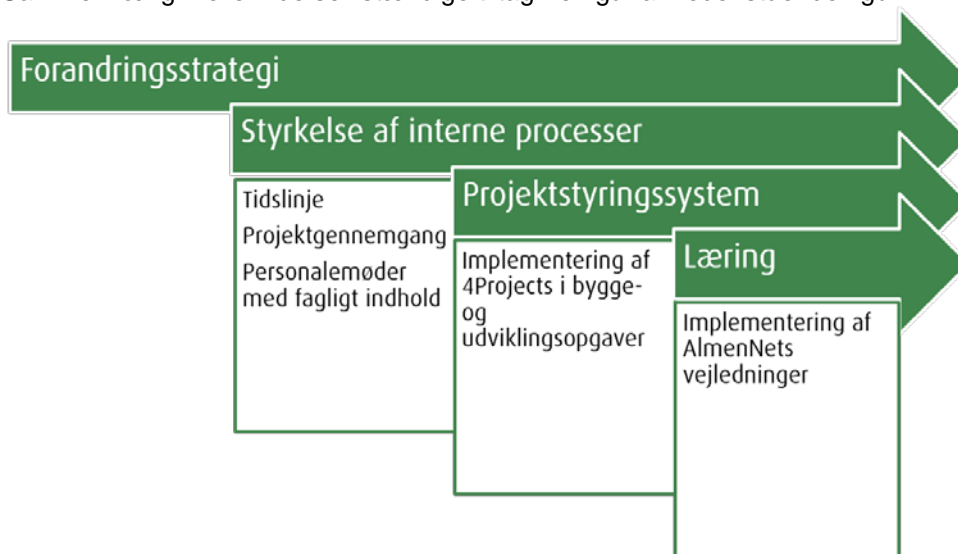 Forandringsstrategi
Styrkelse af interne processer
Tidslinje
Projektgennemgang
Personalemøder
med fagligt indhold
Projektstyringssystem
Implementering af
4Projects i bygge-
og
udviklingsopgaver
Læring
Implementering af
AlmenNets
vejledninger